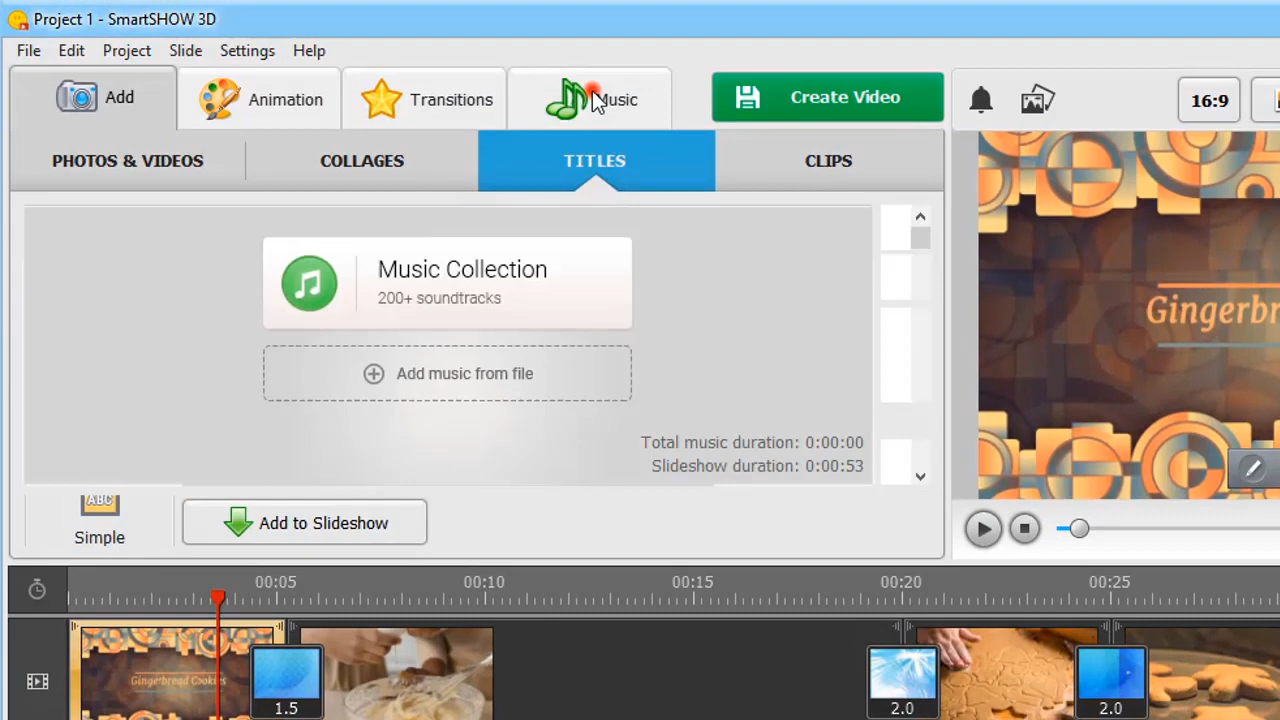 Project 1 - SmartSHOW 3D
File Edit Project Slide Settings Help
Add Animation Transitions Music Create Video 16:9
PHOTOS & VIDEOS COLLAGES TITLES CLIPS
Music Collection
200+ soundtracks
Add music from file
Total music duration: 0:00:00
Slideshow duration: 0:00:53
ABC
Simple
Add to Slideshow
00:05 00:10 00:15 00:20 00:25
Gingerbread Cookies
1.5 2.0 2.0